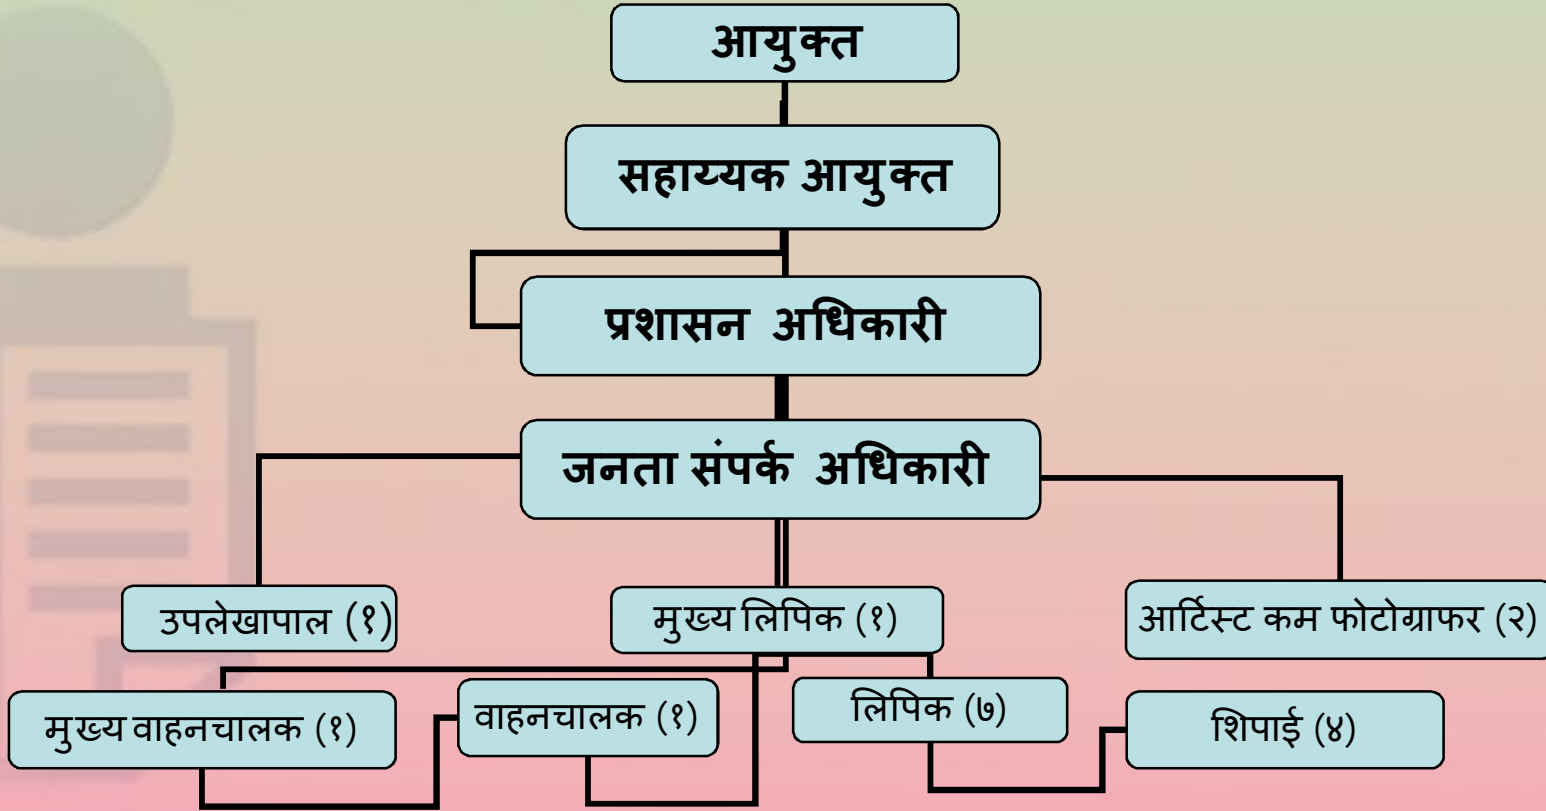 आयुक्त
सहाय्यक आयुक्त
प्रशासन अधिकारी
जनता संपर्क अधिकारी
उपलेखापाल (१)
मुख्य लिपिक (१)
आर्टिस्ट कम फोटोग्राफर (२)
मुख्य वाहनचालक (१)
वाहनचालक (१)
लिपिक (७)
शिपाई (४)